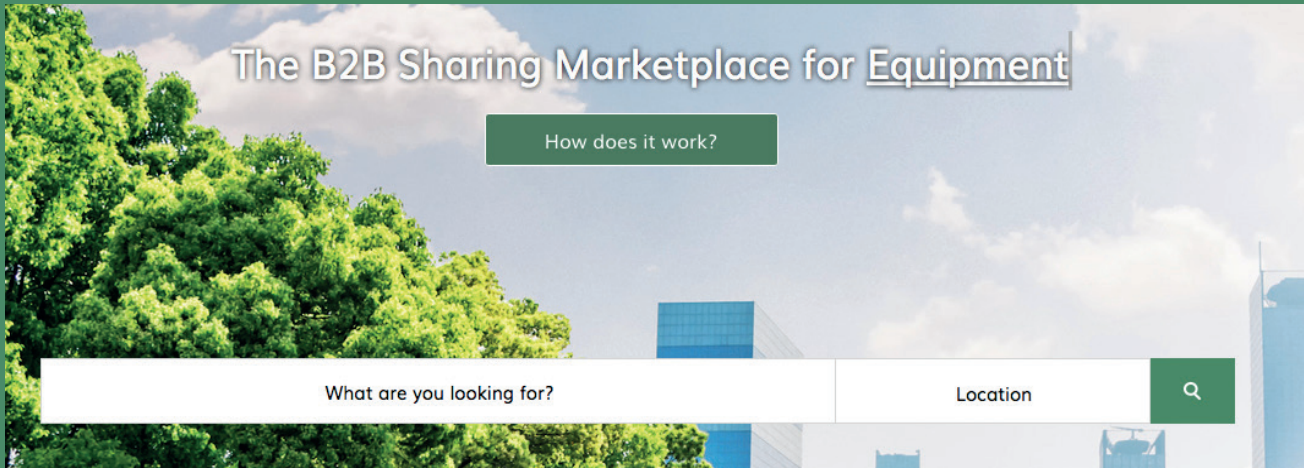 The B2B Sharing Marketplace for Equipment
How does it work?
What are you looking for? Location